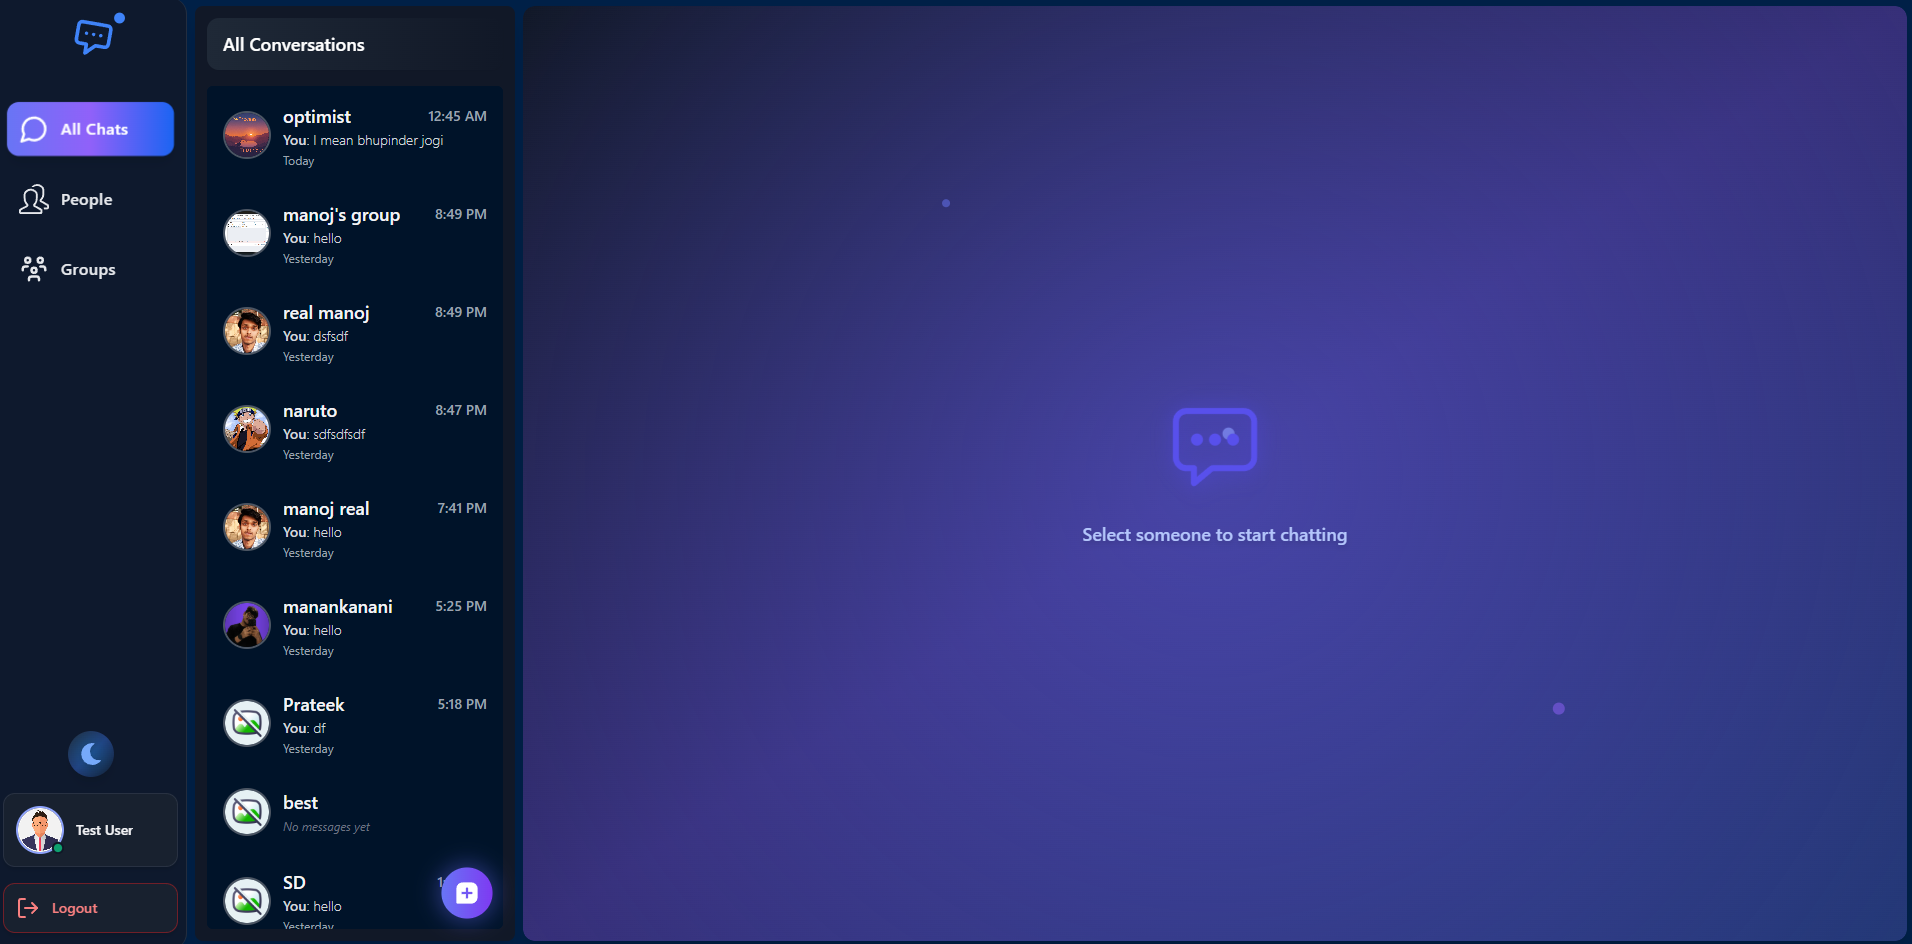 All Chats
People
Groups
Test User
Logout
All Conversations
optimist 12:45 AM
You: I mean bhupinder jogi
Today
manoj's group 8:49 PM
You: hello
Yesterday
real manoj 8:49 PM
You: dsfsdf
Yesterday
naruto 8:47 PM
You: sdfsdfsdf
Yesterday
manoj real 7:41 PM
You: hello
Yesterday
manankanani 5:25 PM
You: hello
Yesterday
Prateek 5:18 PM
You: df
Yesterday
best
No messages yet
SD
You: hello
Yesterday
Select someone to start chatting